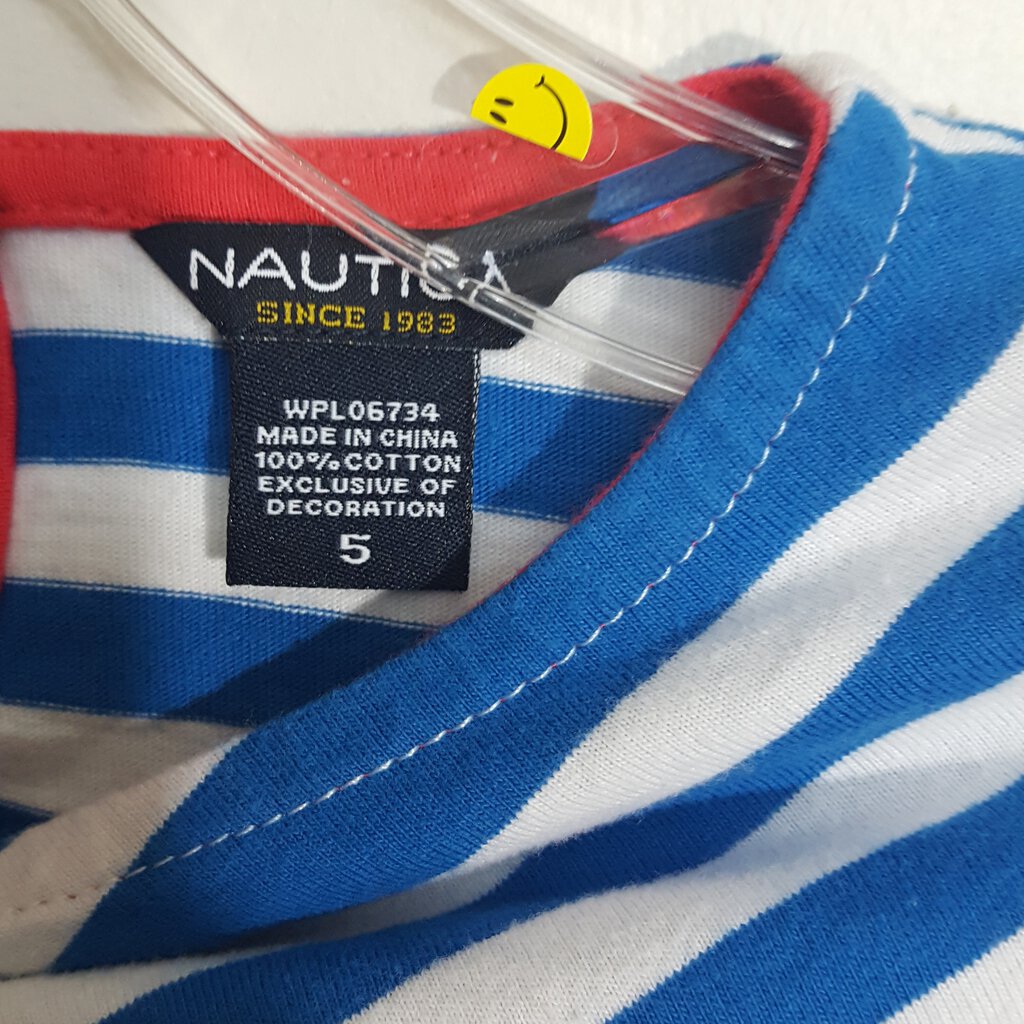 NAUTICA
SINCE 1983
WPL06734
MADE IN CHINA
100% COTTON
EXCLUSIVE OF
DECORATION
5